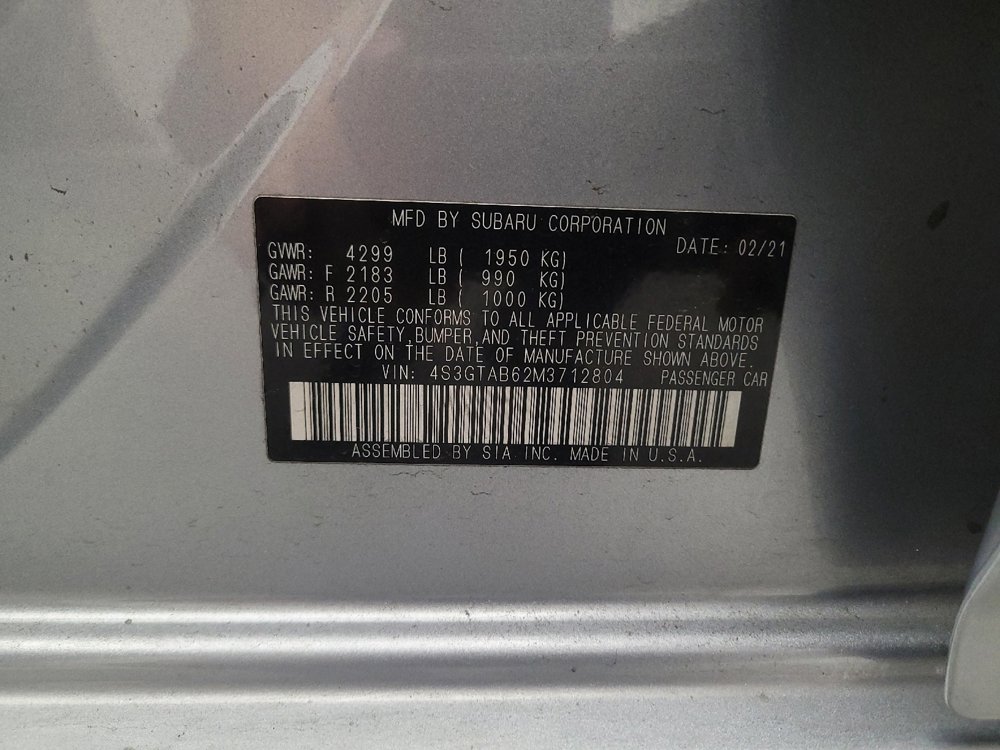 MFD BY SUBARU CORPORATION
DATE: 02/21
GVWR: 4299 LB ( 1950 KG)
GAWR: F 2183 LB ( 990 KG)
GAWR: R 2205 LB ( 1000 KG)
THIS VEHICLE CONFORMS TO ALL APPLICABLE FEDERAL MOTOR
VEHICLE SAFETY,BUMPER,AND THEFT PREVENTION STANDARDS
IN EFFECT ON THE DATE OF MANUFACTURE SHOWN ABOVE.
VIN: 4S3GTAB62M3712804 PASSENGER CAR
ASSEMBLED BY SIA INC. MADE IN U.S.A.